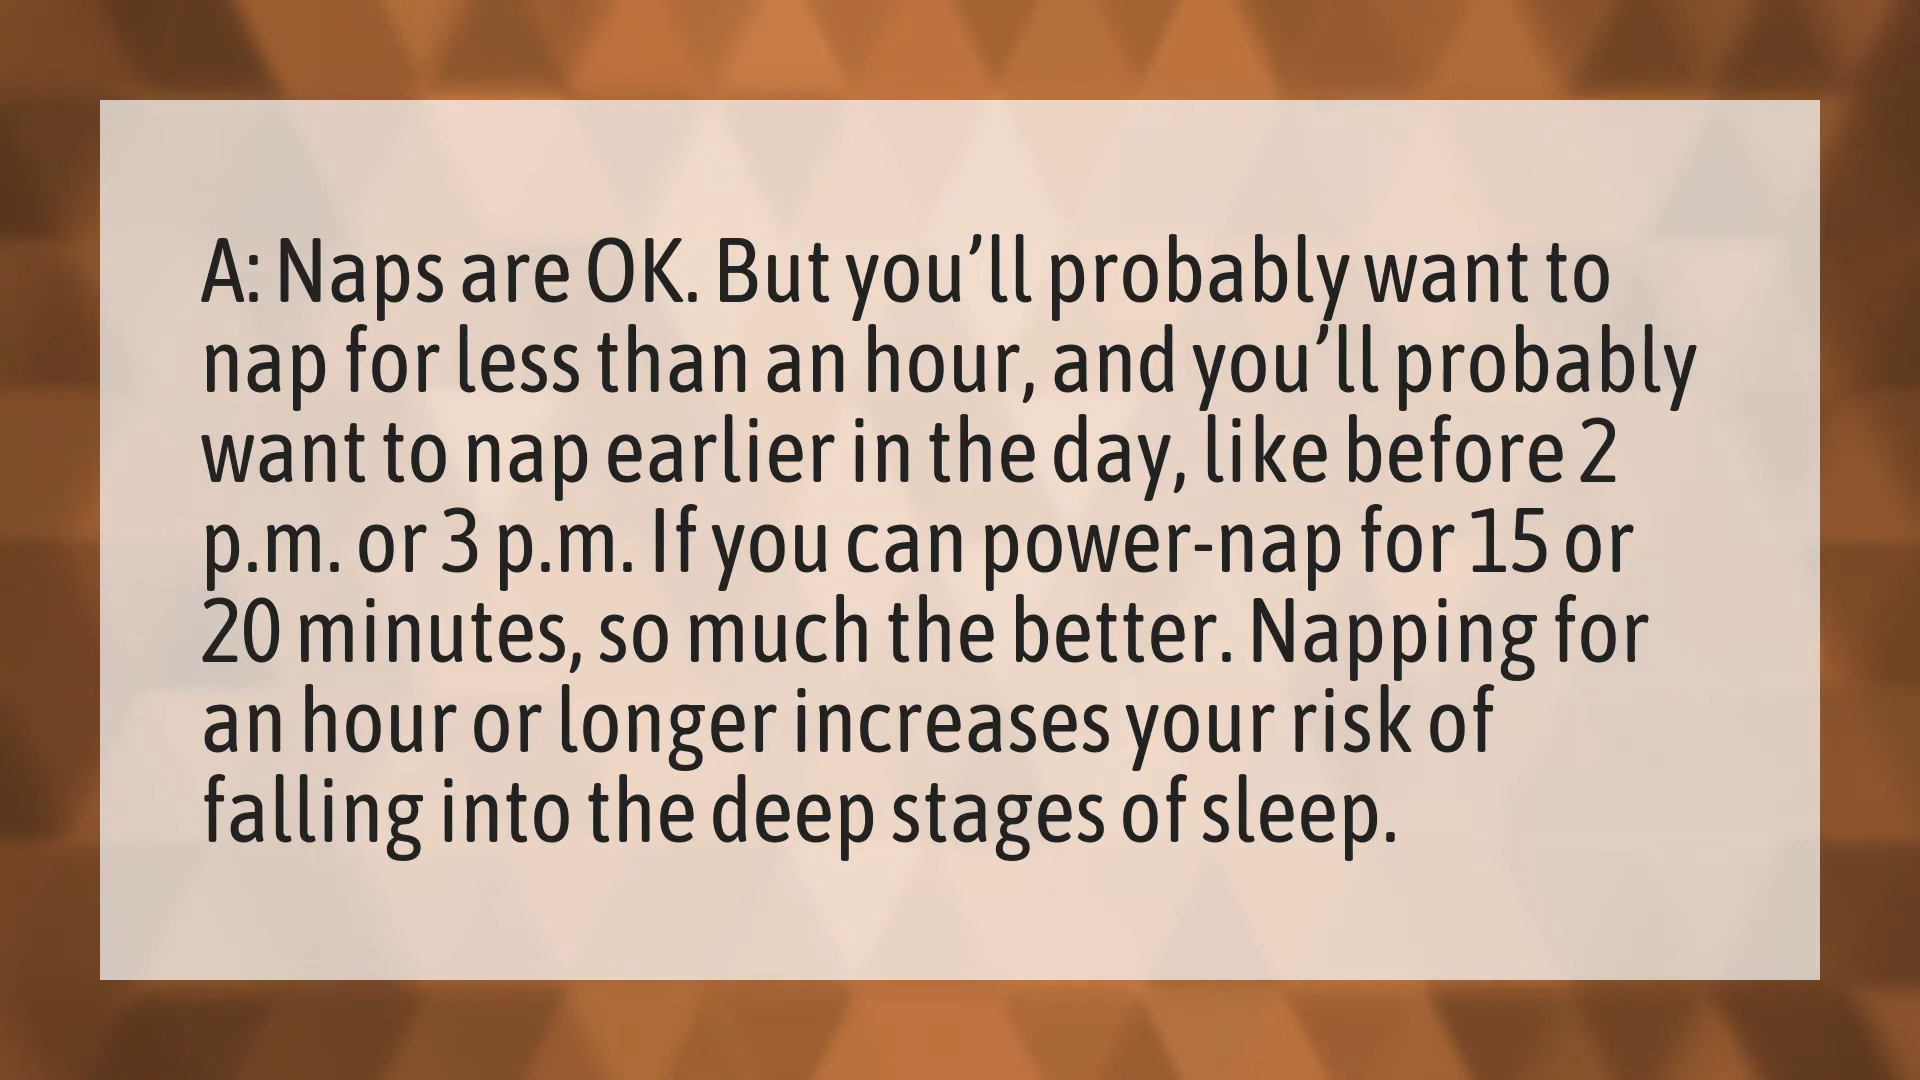 A: Naps are OK. But you’ll probably want to
nap for less than an hour, and you’ll probably
want to nap earlier in the day, like before 2
p.m. or 3 p.m. If you can power-nap for 15 or
20 minutes, so much the better. Napping for
an hour or longer increases your risk of
falling into the deep stages of sleep.